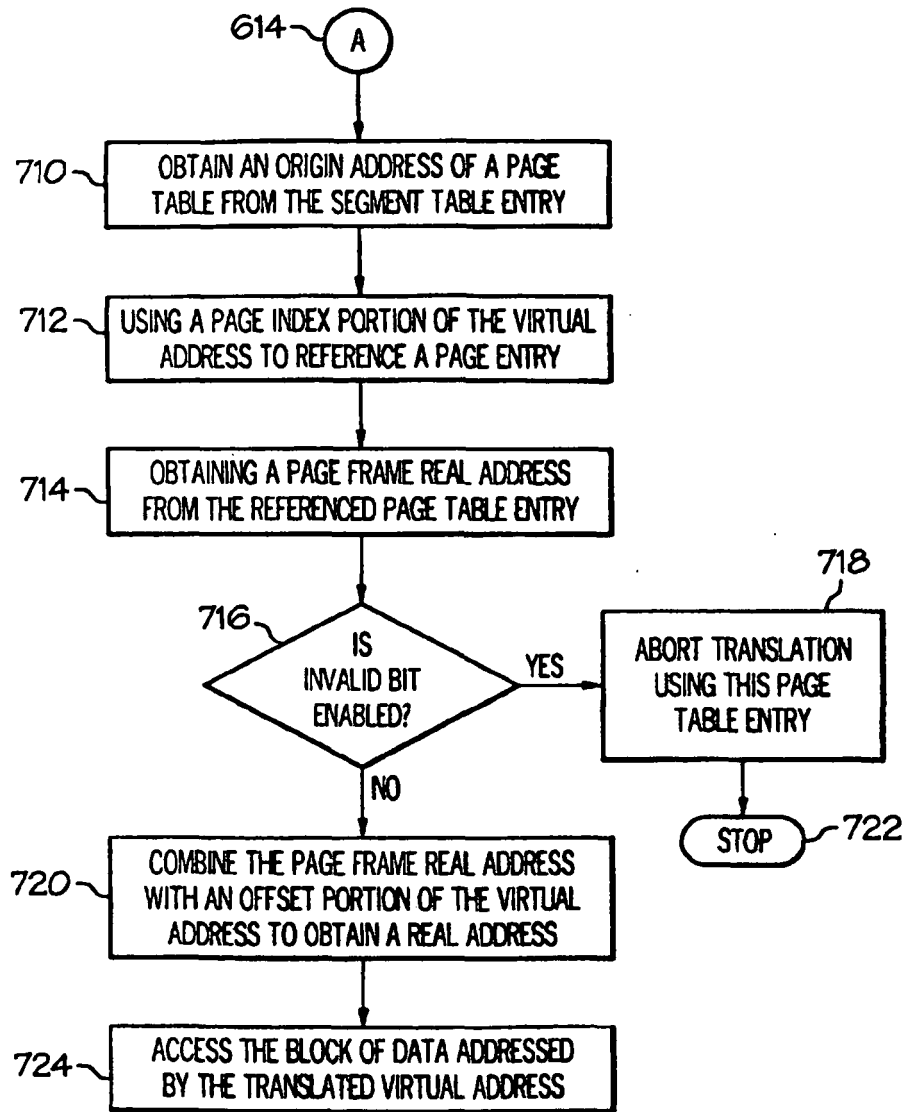 614
A
710
OBTAIN AN ORIGIN ADDRESS OF A PAGE
TABLE FROM THE SEGMENT TABLE ENTRY
712
USING A PAGE INDEX PORTION OF THE VIRTUAL
ADDRESS TO REFERENCE A PAGE ENTRY
714
OBTAINING A PAGE FRAME REAL ADDRESS
FROM THE REFERENCED PAGE TABLE ENTRY
716
IS
INVALID BIT
ENABLED?
YES
718
ABORT TRANSLATION
USING THIS PAGE
TABLE ENTRY
NO
STOP
722
720
COMBINE THE PAGE FRAME REAL ADDRESS
WITH AN OFFSET PORTION OF THE VIRTUAL
ADDRESS TO OBTAIN A REAL ADDRESS
724
ACCESS THE BLOCK OF DATA ADDRESSED
BY THE TRANSLATED VIRTUAL ADDRESS